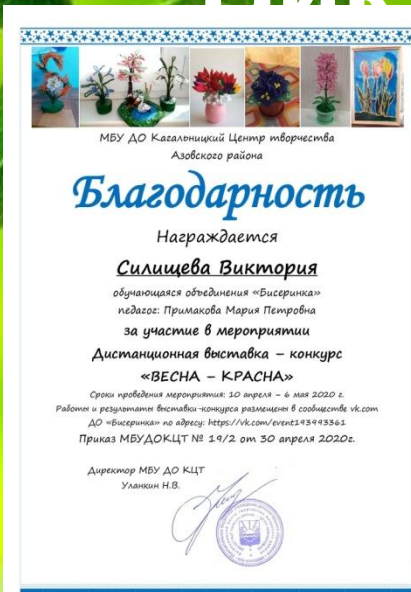 МБУ ДО Кагальницкий Центр творчества
Азовского района
Благодарность
Награждается
Силищева Виктория
обучающаяся объединения «Бисеринка»
педагог: Примакова Мария Петровна
за участие в мероприятии
Дистанционная выставка – конкурс
«ВЕСНА – КРАСНА»
Сроки проведения мероприятия: 10 апреля – 6 мая 2020 г.
Работы и результаты выставки-конкурса размещены в сообществе vk.com
ДО «Бисеринка» по адресу: https://vk.com/event193993361
Приказ МБУДОКЦТ № 19/2 от 30 апреля 2020г.
Директор МБУ ДО КЦТ
Уланкин Н.В.